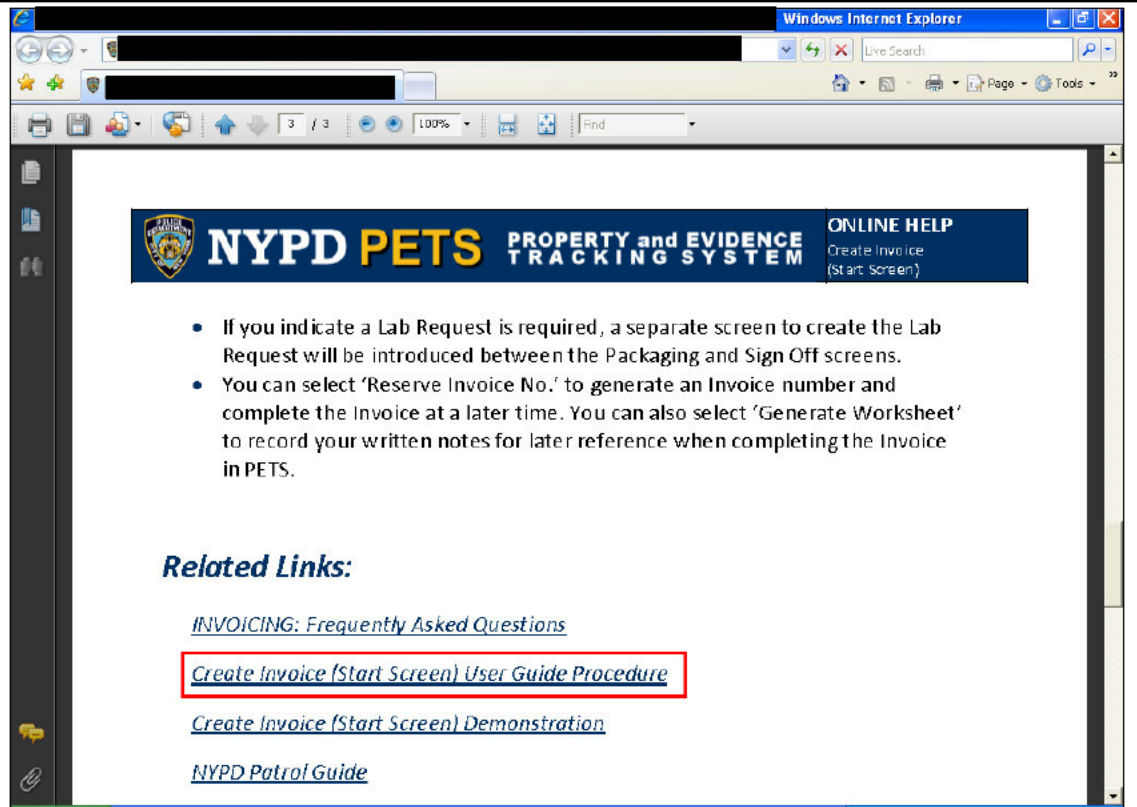 Windows Internet Explorer
Live Search
Page Tools
3 / 3 100% Find
POLICE DEPARTMENT
NYPD PETS PROPERTY and EVIDENCE TRACKING SYSTEM
ONLINE HELP
Create Invoice
(Start Screen)
• If you indicate a Lab Request is required, a separate screen to create the Lab
Request will be introduced between the Packaging and Sign Off screens.
• You can select ‘Reserve Invoice No.’ to generate an Invoice number and
complete the Invoice at a later time. You can also select ‘Generate Worksheet’
to record your written notes for later reference when completing the Invoice
in PETS.
Related Links:
INVOICING: Frequently Asked Questions
Create Invoice (Start Screen) User Guide Procedure
Create Invoice (Start Screen) Demonstration
NYPD Patrol Guide